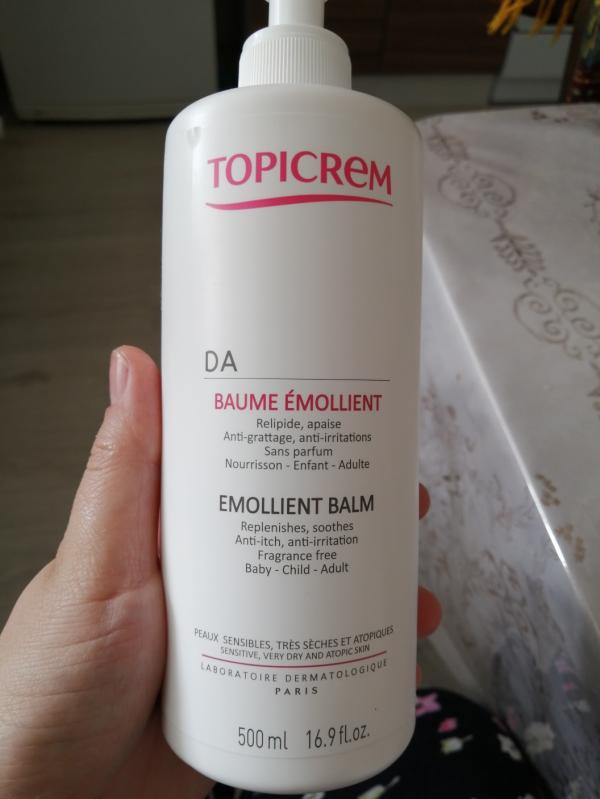 TOPICREM
DA
BAUME ÉMOLLIENT
Relipide, apaise
Anti-grattage, anti-irritations
Sans parfum
Nourrisson - Enfant - Adulte
EMOLLIENT BALM
Replenishes, soothes
Anti-itch, anti-irritation
Fragrance free
Baby - Child - Adult
PEAUX SENSIBLES, TRÈS SÈCHES ET ATOPIQUES
SENSITIVE, VERY DRY AND ATOPIC SKIN
LABORATOIRE DERMATOLOGIQUE
PARIS
500 ml 16.9 fl.oz.